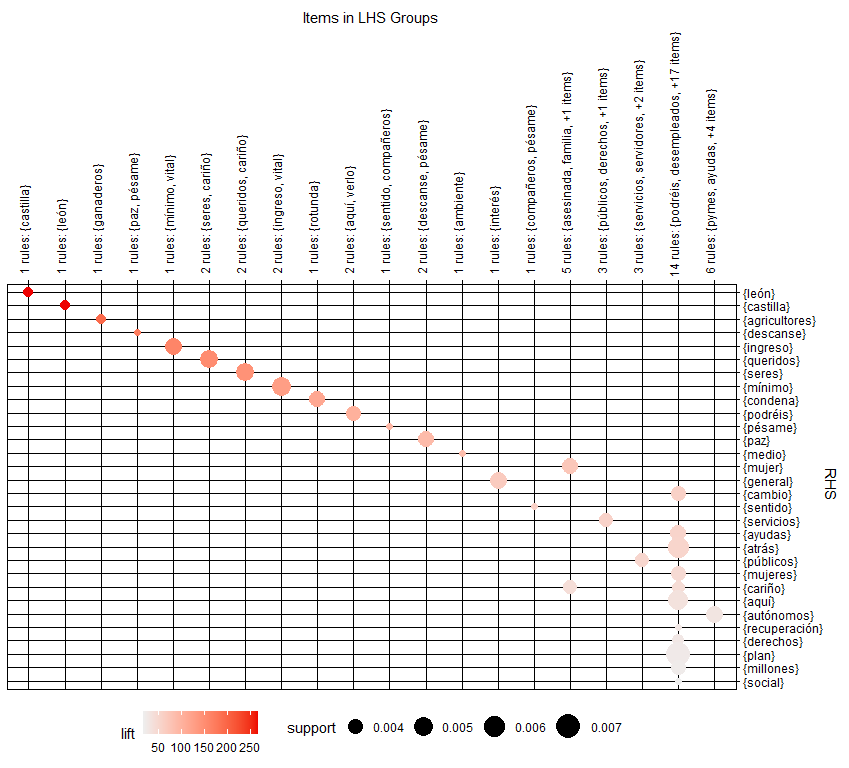 Items in LHS Groups
1 rules: {castilla}
1 rules: {león}
1 rules: {ganaderos}
1 rules: {paz, pésame}
1 rules: {mínimo, vital}
2 rules: {seres, cariño}
2 rules: {queridos, cariño}
2 rules: {ingreso, vital}
1 rules: {rotunda}
2 rules: {aquí, verlo}
1 rules: {sentido, compañeros}
2 rules: {descanse, pésame}
1 rules: {ambiente}
1 rules: {interés}
1 rules: {compañeros, pésame}
5 rules: {asesinada, familia, +1 items}
3 rules: {públicos, derechos, +1 items}
3 rules: {servicios, servidores, +2 items}
14 rules: {podréis, desempleados, +17 items}
6 rules: {pymes, ayudas, +4 items}
{león}
{castilla}
{agricultores}
{descanse}
{ingreso}
{queridos}
{seres}
{mínimo}
{condena}
{podréis}
{pésame}
{paz}
{medio}
{mujer}
{general}
{cambio}
{sentido}
{servicios}
{ayudas}
{atrás}
{públicos}
{mujeres}
{cariño}
{aquí}
{autónomos}
{recuperación}
{derechos}
{plan}
{millones}
{social}
RHS
lift
50 100 150 200 250
support 0.004 0.005 0.006 0.007